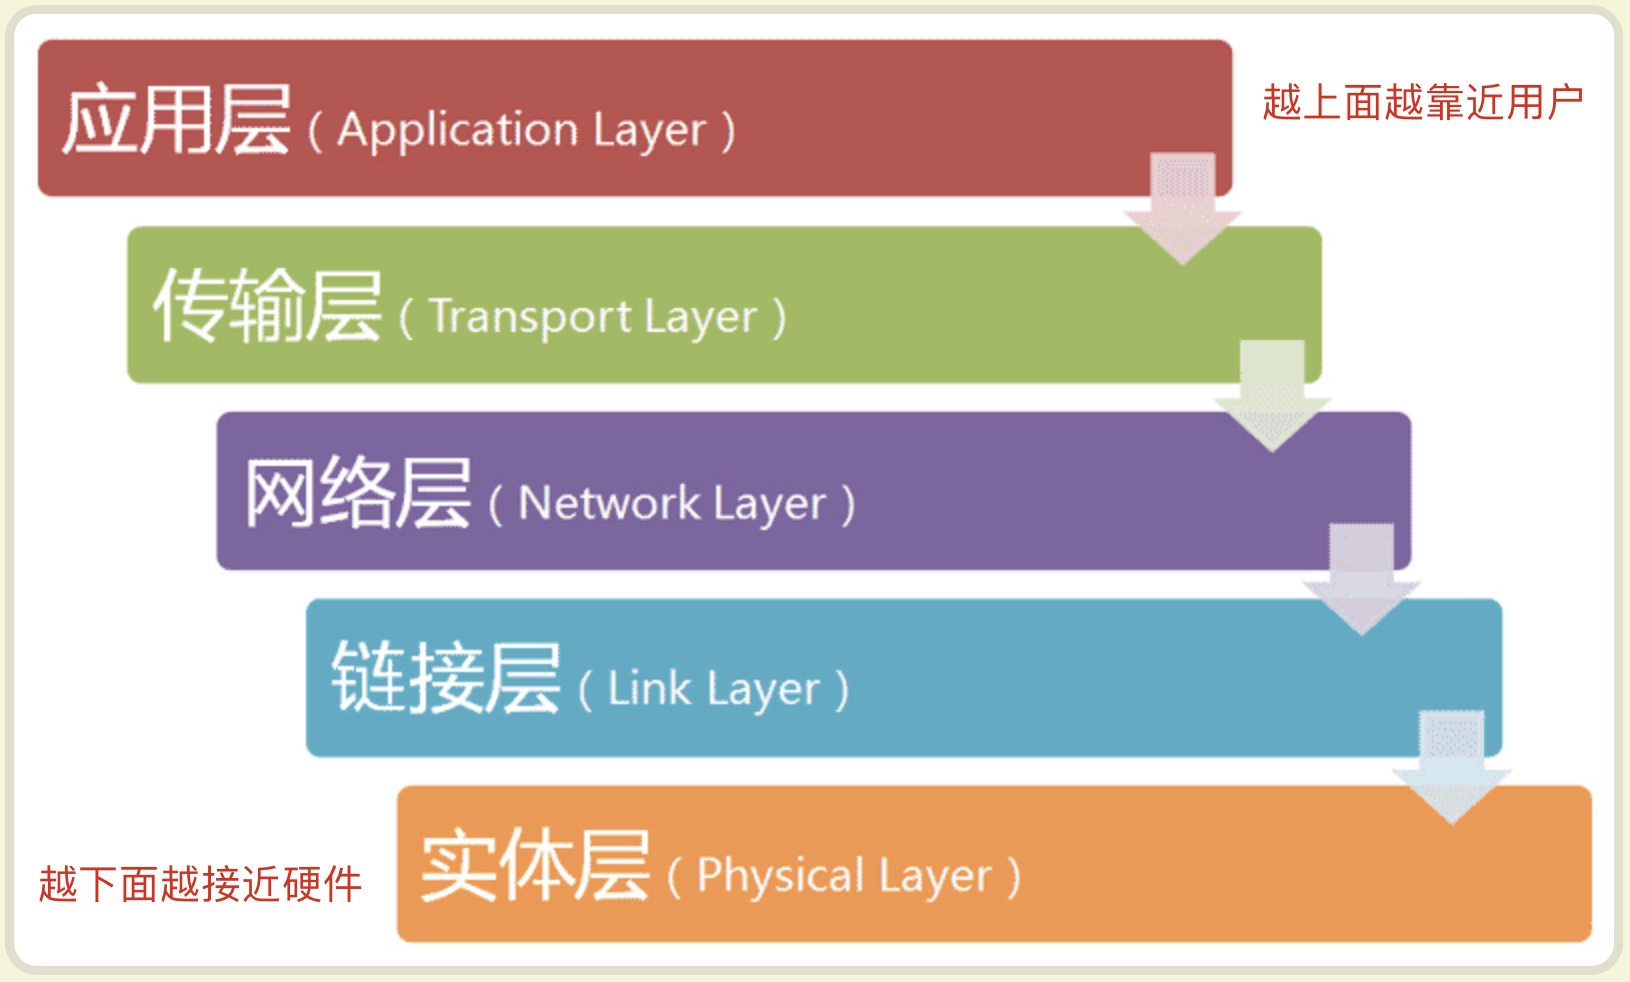 应用层（Application Layer）
越上面越靠近用户
传输层（Transport Layer）
网络层（Network Layer）
链接层（Link Layer）
实体层（Physical Layer）
越下面越接近硬件